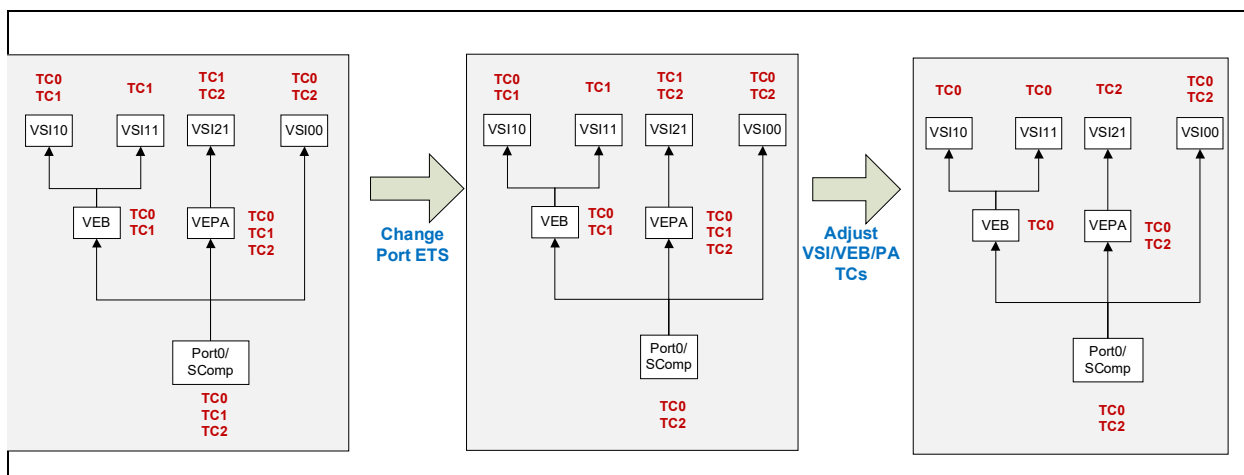 TC0
TC1
TC1
TC1
TC2
TC0
TC2
VSI10
VSI11
VSI21
VSI00
VEB
TC0
TC1
VEPA
TC0
TC1
TC2
Port0/
SComp
TC0
TC1
TC2
Change
Port ETS
TC0
TC1
TC1
TC1
TC2
TC0
TC2
VSI10
VSI11
VSI21
VSI00
VEB
TC0
TC1
VEPA
TC0
TC1
TC2
Port0/
SComp
TC0
TC2
Adjust
VSI/VEB/PA
TCs
TC0
TC0
TC2
TC0
TC2
VSI10
VSI11
VSI21
VSI00
VEB
TC0
VEPA
TC0
TC2
Port0/
SComp
TC0
TC2